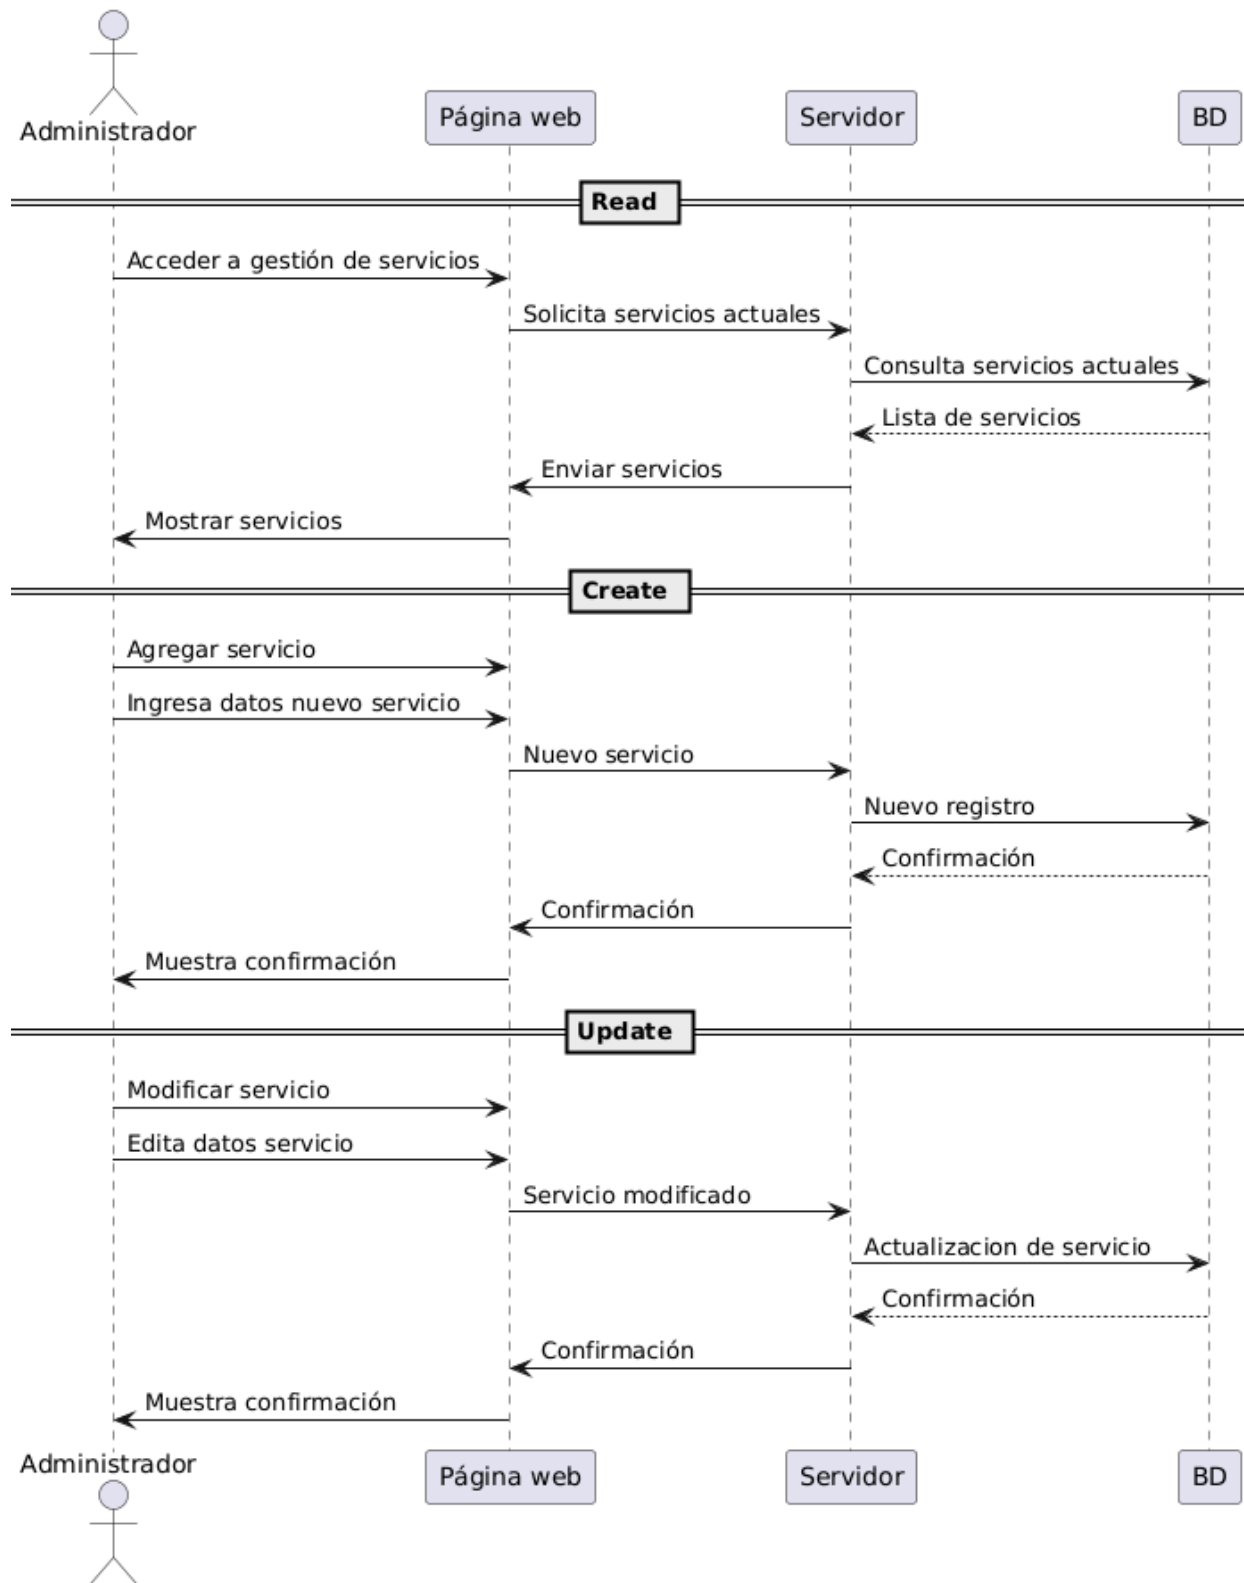 Administrador
Página web
Servidor
BD
Read
Acceder a gestión de servicios
Solicita servicios actuales
Consulta servicios actuales
Lista de servicios
Enviar servicios
Mostrar servicios
Create
Agregar servicio
Ingresa datos nuevo servicio
Nuevo servicio
Nuevo registro
Confirmación
Confirmación
Muestra confirmación
Update
Modificar servicio
Edita datos servicio
Servicio modificado
Actualizacion de servicio
Confirmación
Confirmación
Muestra confirmación
Administrador
Página web
Servidor
BD